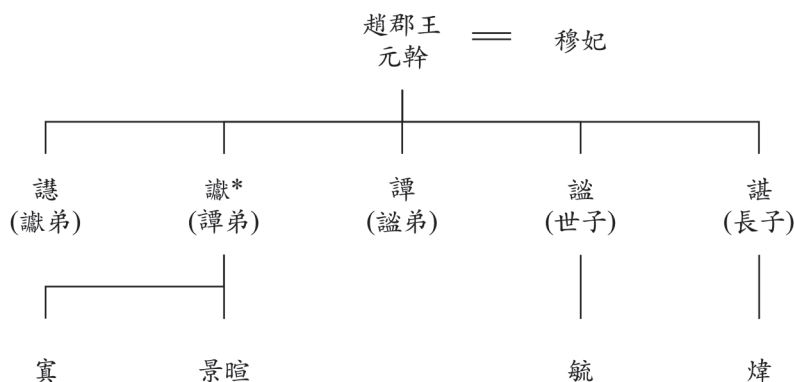 趙郡王
元幹
穆妃
譿 讞* 譚 謐 諶
(讞弟) (譚弟) (謐弟) (世子) (長子)
寘 景暄 毓 煒